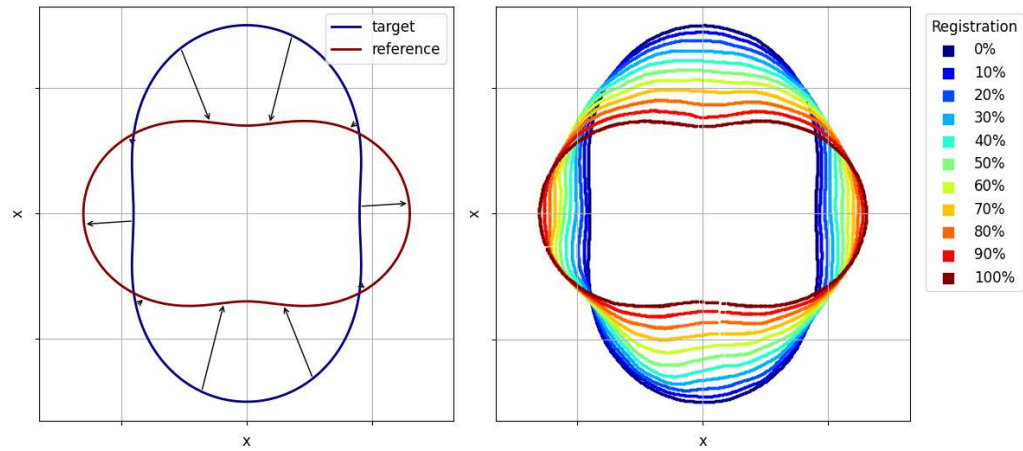 target
reference
x
x
x
x
Registration
0%
10%
20%
30%
40%
50%
60%
70%
80%
90%
100%